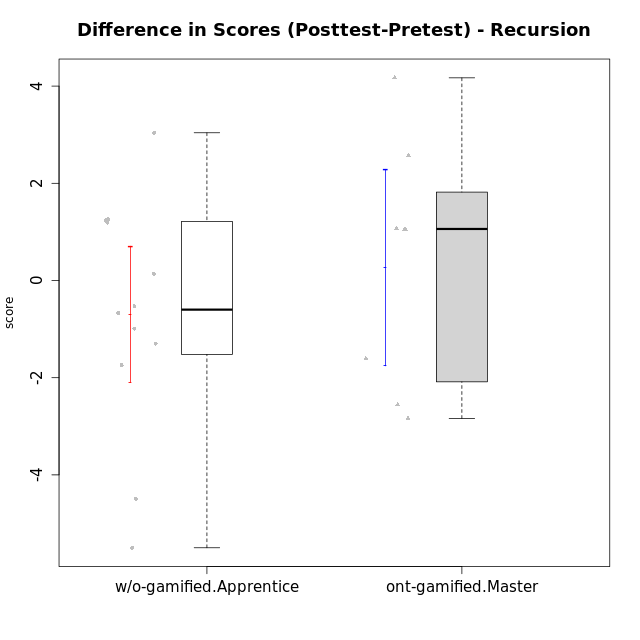 Difference in Scores (Posttest-Pretest) - Recursion
4
2
0
-2
-4
score
w/o-gamified.Apprentice
ont-gamified.Master